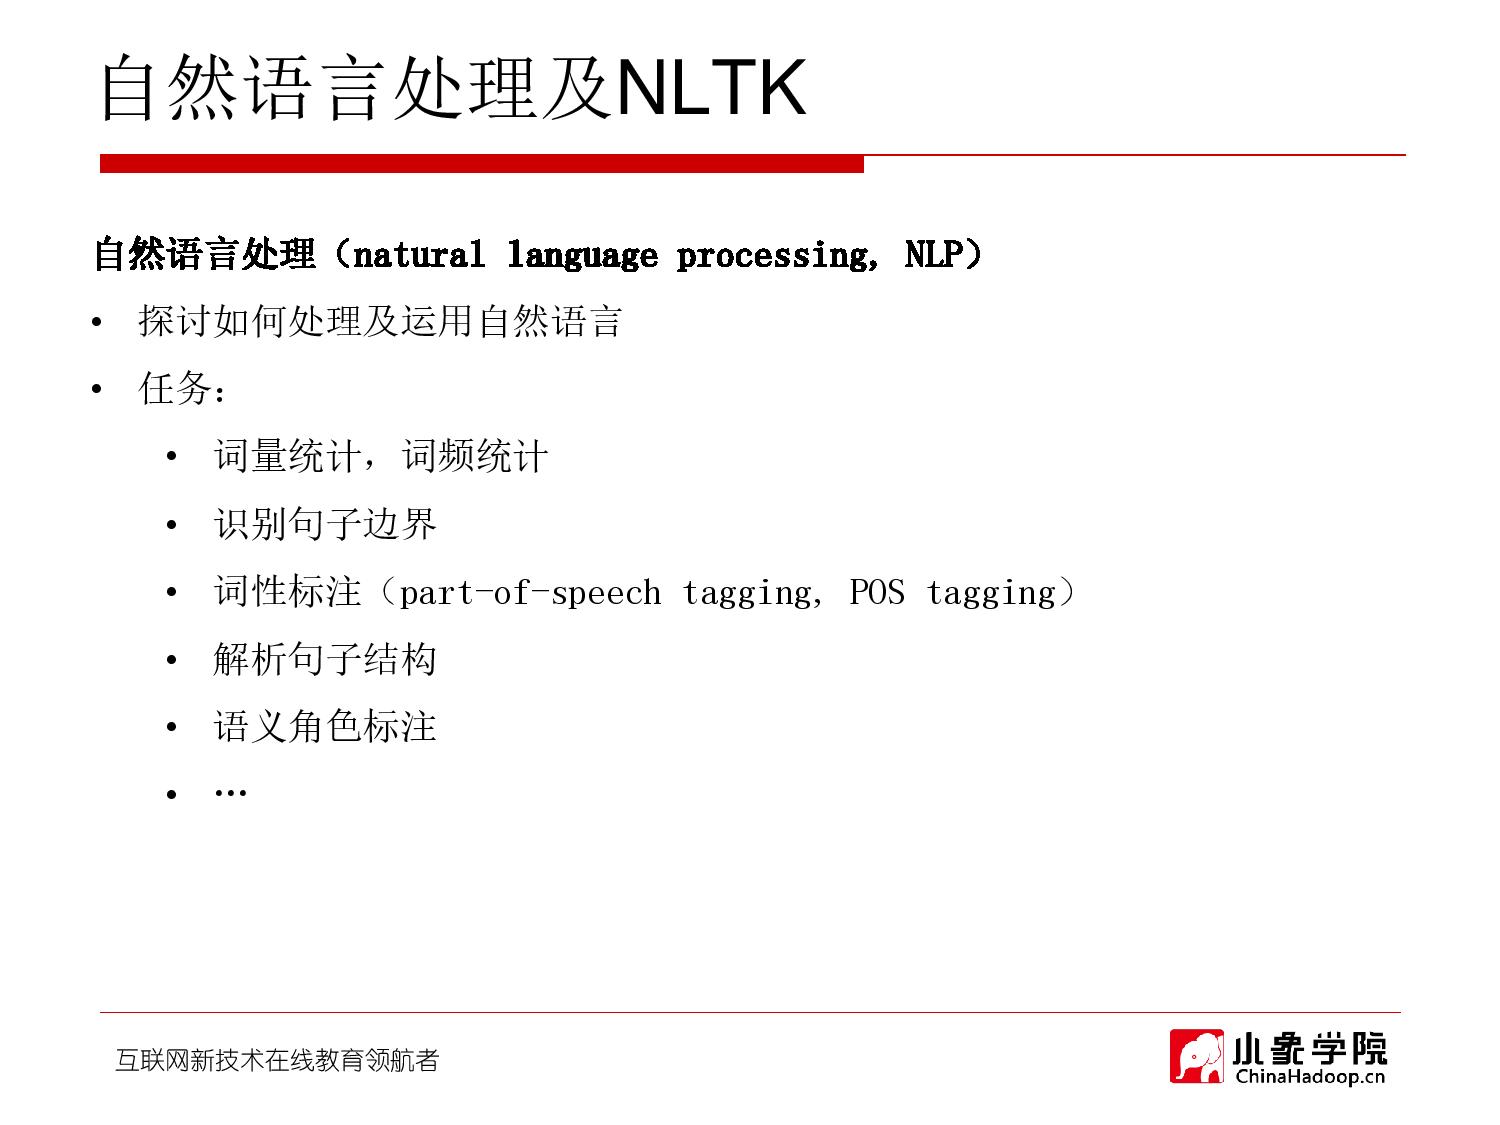 自然语言处理及NLTK
自然语言处理（natural language processing, NLP）
• 探讨如何处理及运用自然语言
• 任务：
• 词量统计，词频统计
• 识别句子边界
• 词性标注（part-of-speech tagging, POS tagging）
• 解析句子结构
• 语义角色标注
• …
互联网新技术在线教育领航者
小象学院
ChinaHadoop.cn